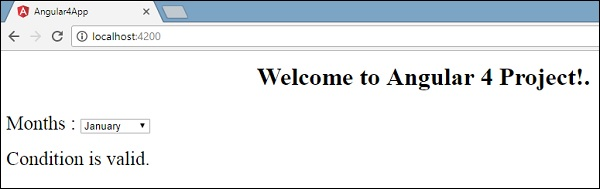 Angular4App
localhost:4200
Welcome to Angular 4 Project!.
Months : January
Condition is valid.